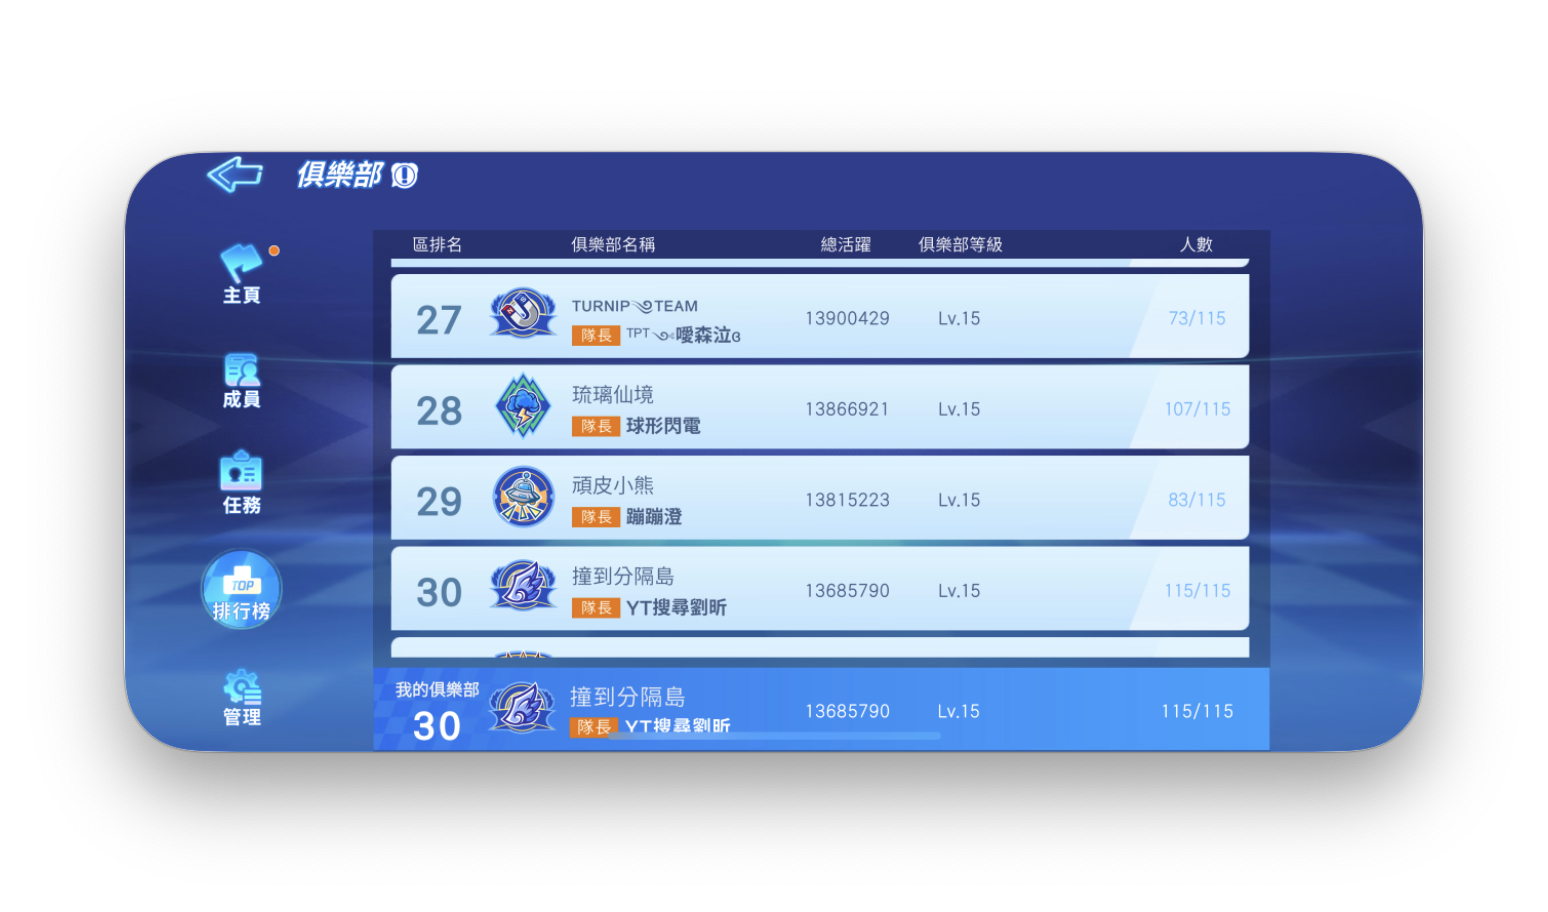 俱樂部
主頁
成員
任務
TOP
排行榜
管理
區排名 俱樂部名稱 總活躍 俱樂部等級 人數
27 TURNIP࿐TEAM 13900429 Lv.15 73/115
隊長 TPT 噯森泣
28 琉璃仙境 13866921 Lv.15 107/115
隊長 球形閃電
29 頑皮小熊 13815223 Lv.15 83/115
隊長 蹦蹦澄
30 撞到分隔島 13685790 Lv.15 115/115
隊長 YT搜尋劉昕
我的俱樂部
30 撞到分隔島 13685790 Lv.15 115/115
隊長 YT搜尋劉昕